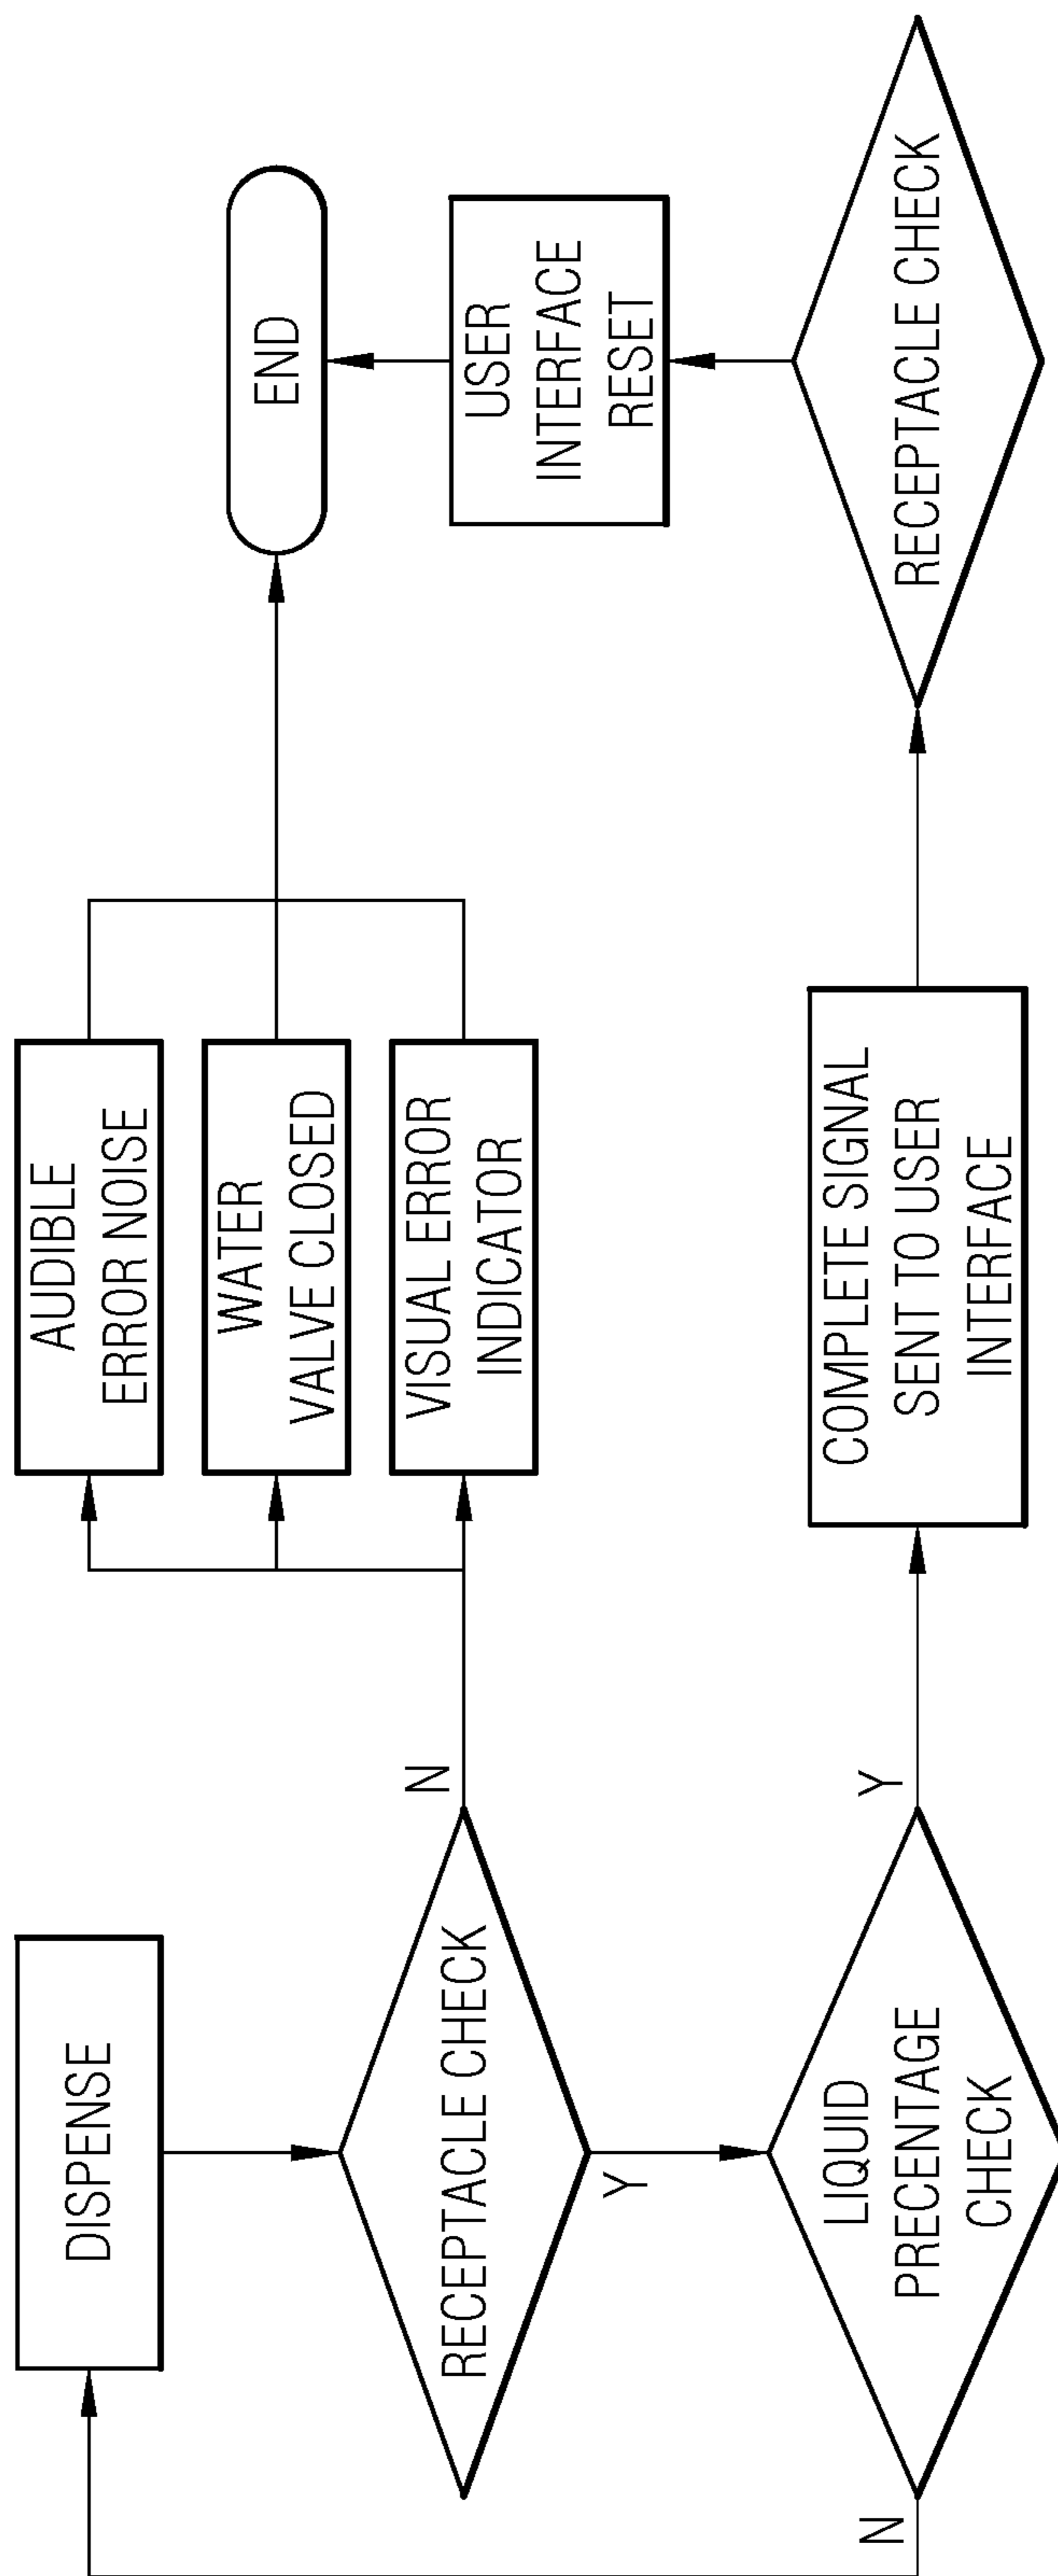 DISPENSE
RECEPTACLE CHECK
N
Y
LIQUID
PRECENTAGE
CHECK
N
Y
AUDIBLE
ERROR NOISE
WATER
VALVE CLOSED
VISUAL ERROR
INDICATOR
COMPLETE SIGNAL
SENT TO USER
INTERFACE
END
USER
INTERFACE
RESET
RECEPTACLE CHECK